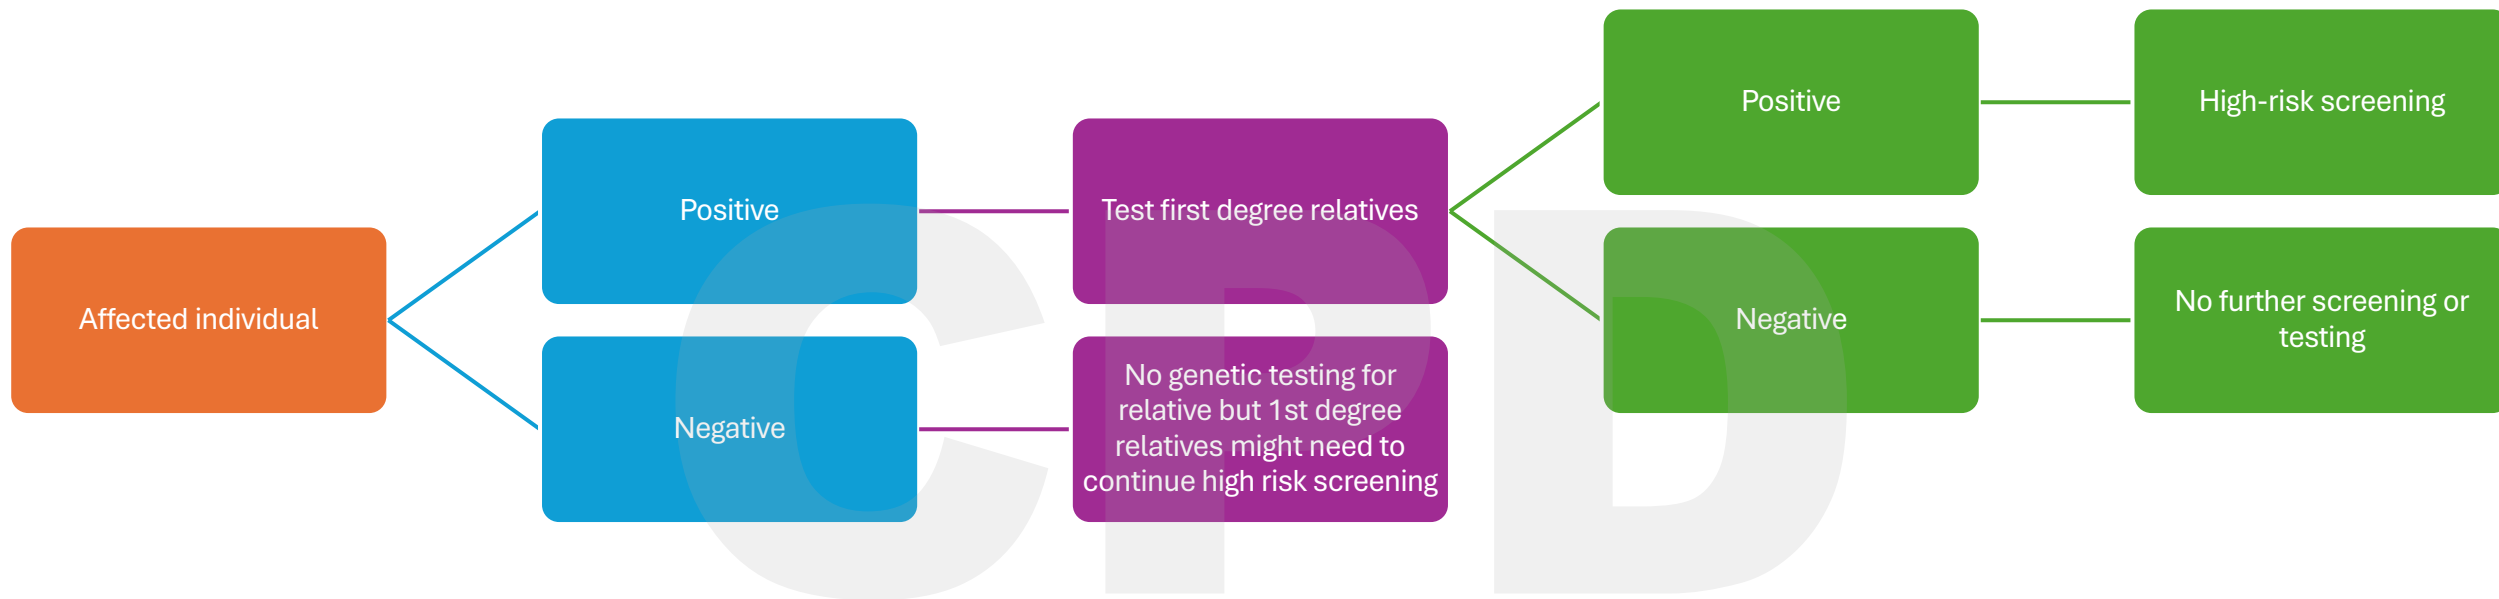 Affected individual
Positive
Negative
Test first degree relatives
No genetic testing for
relative but 1st degree
relatives might need to
continue high risk screening
Positive
Negative
High-risk screening
No further screening or
testing
CPD